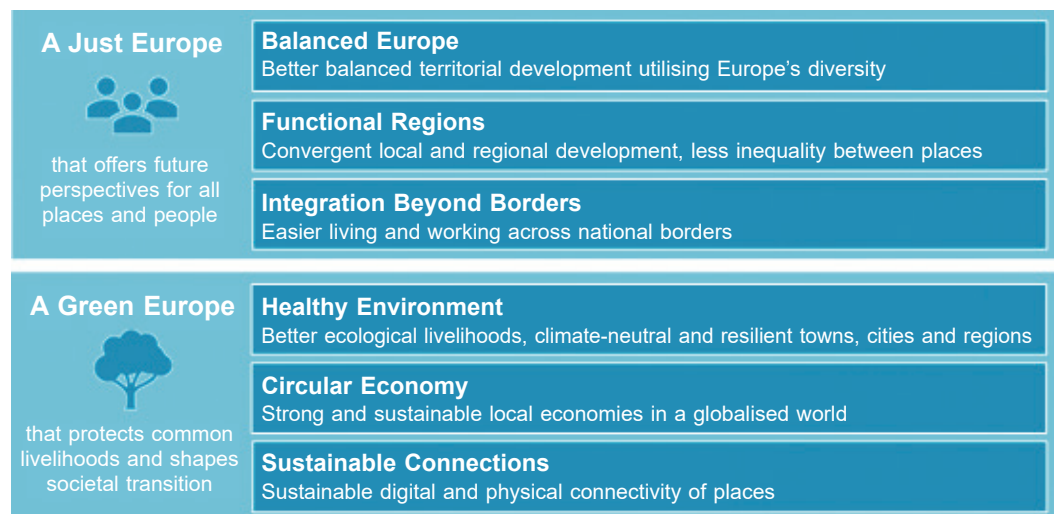 A Just Europe
that offers future
perspectives for all
places and people
Balanced Europe
Better balanced territorial development utilising Europe's diversity
Functional Regions
Convergent local and regional development, less inequality between places
Integration Beyond Borders
Easier living and working across national borders
A Green Europe
that protects common
livelihoods and shapes
societal transition
Healthy Environment
Better ecological livelihoods, climate-neutral and resilient towns, cities and regions
Circular Economy
Strong and sustainable local economies in a globalised world
Sustainable Connections
Sustainable digital and physical connectivity of places